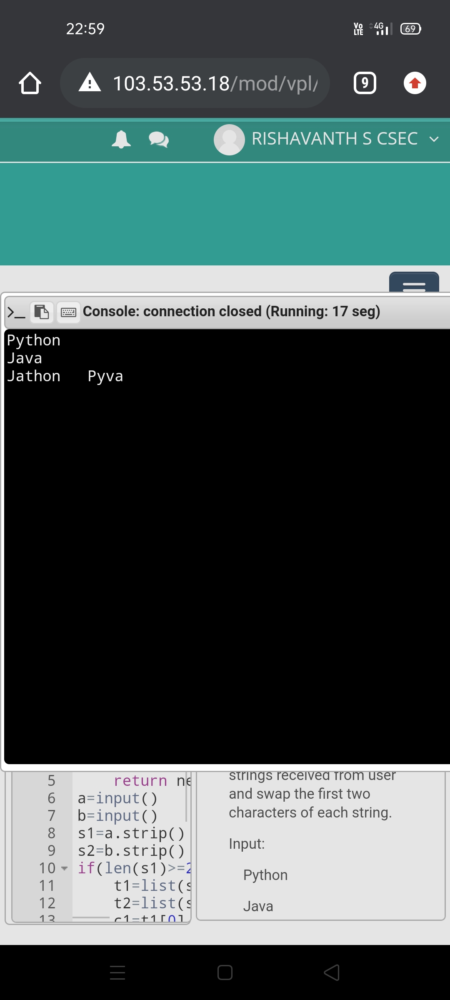 22:59
Vo LTE 4G 69
103.53.53.18/mod/vpl/
9
RISHAVANTH S CSEC
>_ Console: connection closed (Running: 17 seg)
Python
Java
Jathon   Pyva
5 return ne
6 a=input()
7 b=input()
8 s1=a.strip()
9 s2=b.strip()
10 if(len(s1)>=2
11 t1=list(s
12 t2=list(s
13 c1=t1[0]
strings received from user
and swap the first two
characters of each string.
Input:
Python
Java